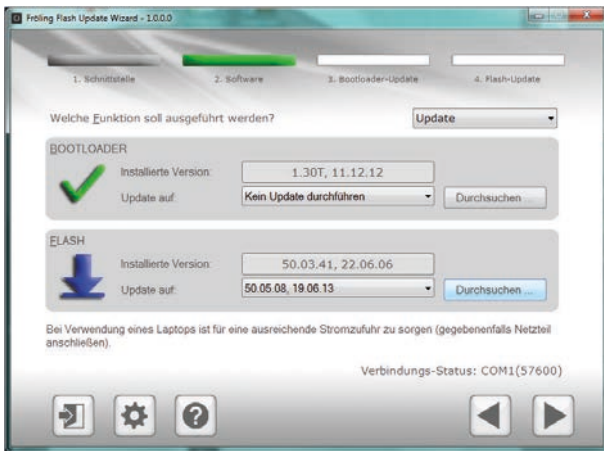 Fröling Flash Update Wizard - 1.0.0.0
1. Schnittstelle
2. Software
3. Bootloader-Update
4. Flash-Update
Welche Funktion soll ausgeführt werden?
Update
BOOTLOADER
Installierte Version:
1.30T, 11.12.12
Update auf:
Kein Update durchführen
Durchsuchen ...
FLASH
Installierte Version:
50.03.41, 22.06.06
Update auf:
50.05.08, 19.06.13
Durchsuchen ...
Bei Verwendung eines Laptops ist für eine ausreichende Stromzufuhr zu sorgen (gegebenenfalls Netzteil
anschließen).
Verbindungs-Status: COM1(57600)